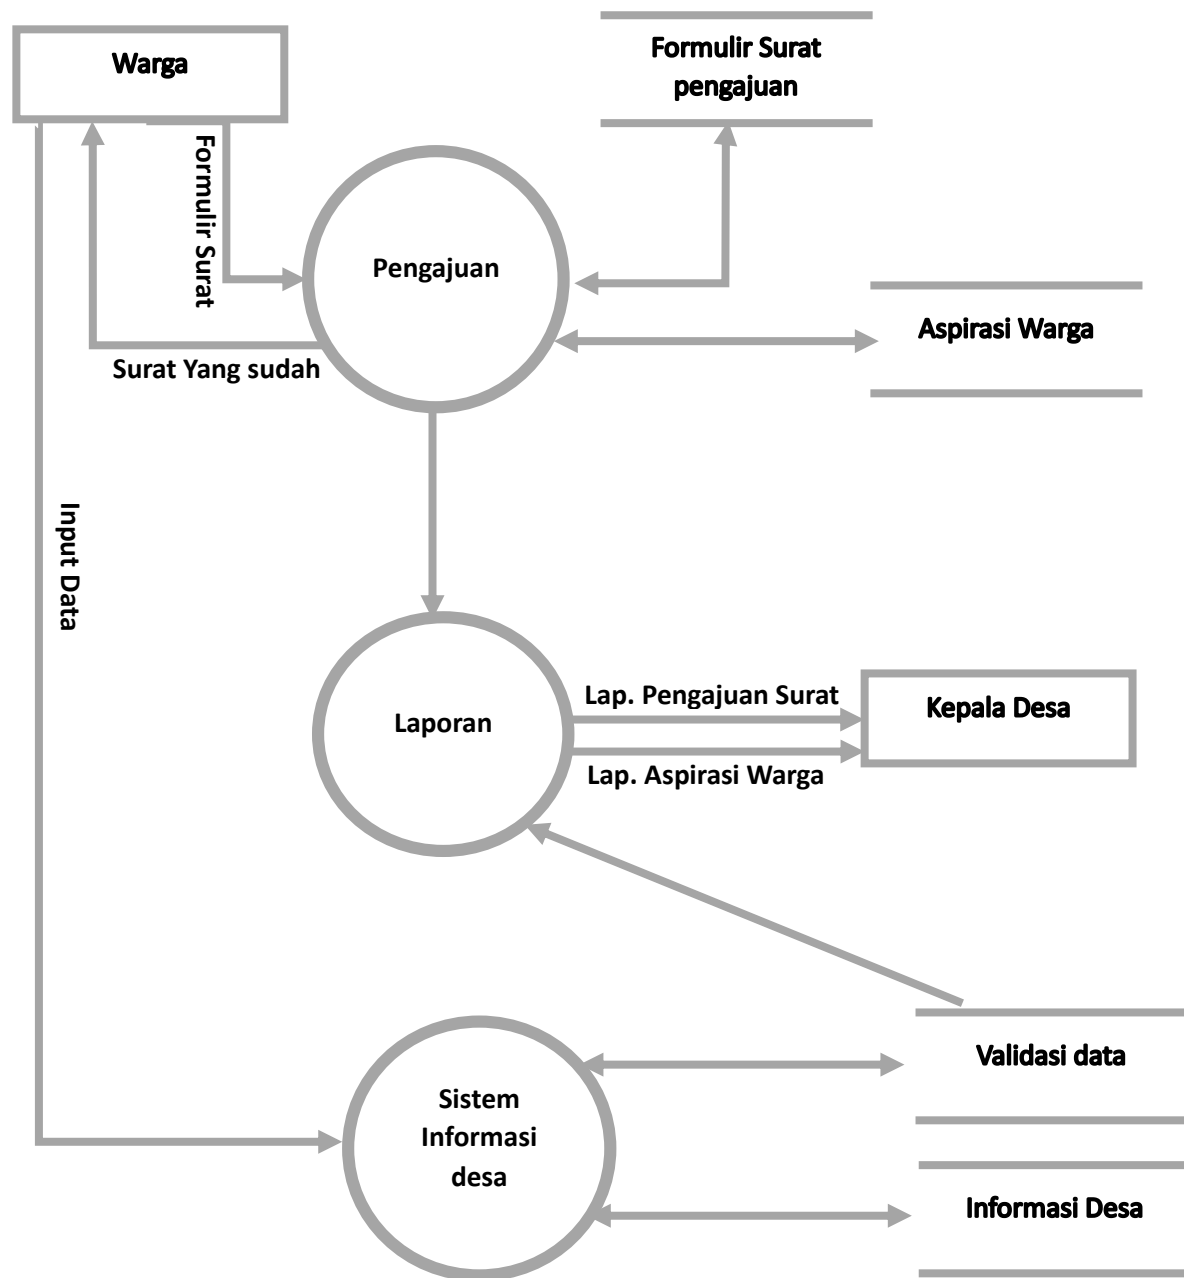 Warga
Formulir Surat
pengajuan
Formulir Surat
Pengajuan
Aspirasi Warga
Surat Yang sudah
Input Data
Lap. Pengajuan Surat
Kepala Desa
Laporan
Lap. Aspirasi Warga
Validasi data
Sistem
Informasi
desa
Informasi Desa